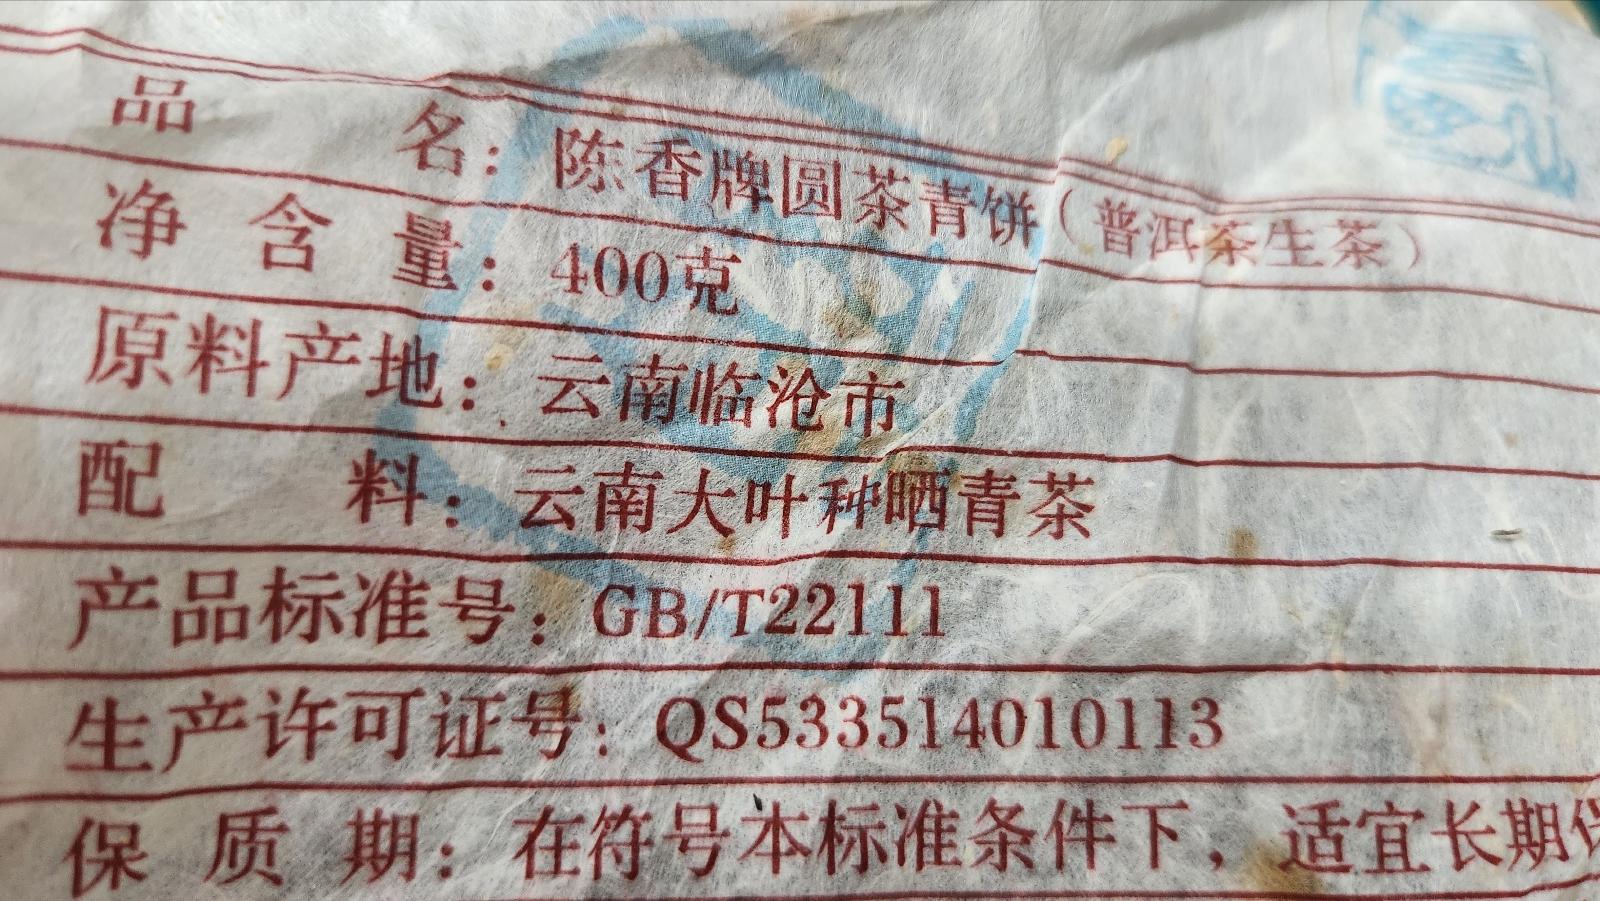 品名：陈香牌圆茶青饼（普洱茶生茶）
净含量：400克
原料产地：云南临沧市
配料：云南大叶种晒青茶
产品标准号：GB/T22111
生产许可证号：QS533514010113
保质期：在符号本标准条件下，适宜长期